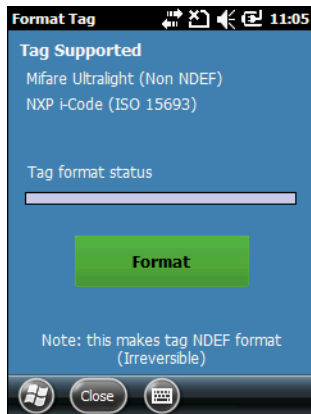 Format Tag 11:05
Tag Supported
Mifare Ultralight (Non NDEF)
NXP i-Code (ISO 15693)
Tag format status
Format
Note: this makes tag NDEF format
(Irreversible)
Close